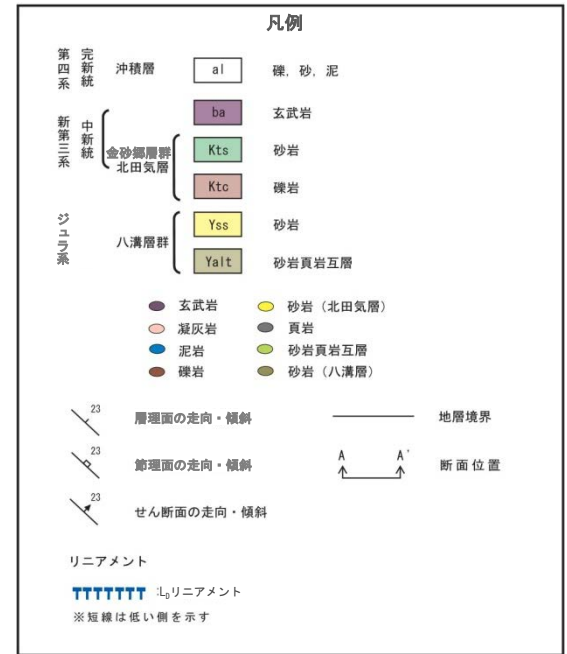 凡例
第四系 完新統 沖積層 al 礫, 砂, 泥
新第三系 中新統 ba 玄武岩
金砂郷層群
北田気層
Kts 砂岩
Ktc 礫岩
ジュラ系 八溝層群 Yss 砂岩
Yalt 砂岩頁岩互層
玄武岩 砂岩 (北田気層)
凝灰岩 頁岩
泥岩 砂岩頁岩互層
礫岩 砂岩 (八溝層)
23 層理面の走向・傾斜 地層境界
23 節理面の走向・傾斜 A A' 断面位置
23 せん断面の走向・傾斜
リニアメント
:LDリニアメント
※短線は低い側を示す